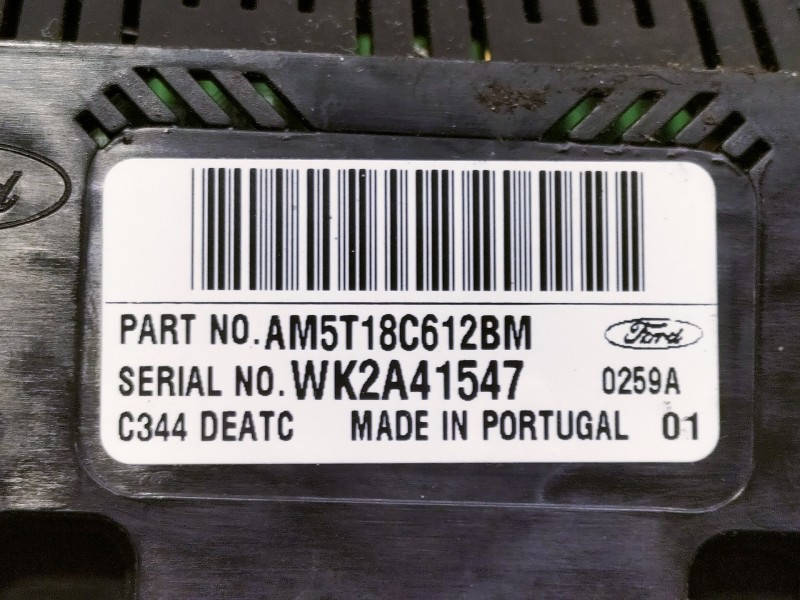 PART NO. AM5T18C612BM Ford
SERIAL NO. WK2A41547 0259A
C344 DEATC MADE IN PORTUGAL 01